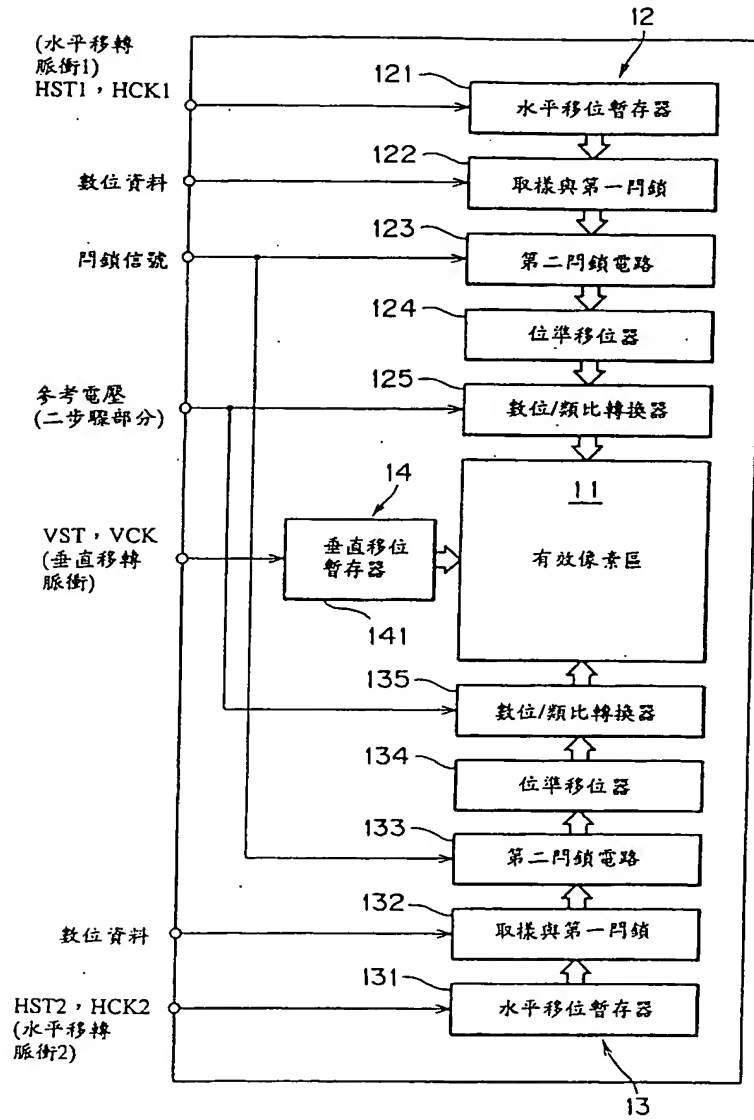 (水平移轉
脈衝1)
HST1，HCK1
12
121
水平移位暫存器
122
數位資料
取樣與第一閂鎖
123
閂鎖信號
第二閂鎖電路
124
位準移位器
125
參考電壓
(二步驟部分)
數位/類比轉換器
14
11
VST，VCK
(垂直移轉
脈衝)
垂直移位
暫存器
有效像素區
141
135
數位/類比轉換器
134
位準移位器
133
第二閂鎖電路
132
數位資料
取樣與第一閂鎖
131
HST2，HCK2
(水平移轉
脈衝2)
水平移位暫存器
13